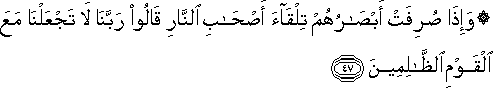 ۞ وَإِذَا صُرِفَتْ أَبْصَـٰرُهُمْ تِلْقَآءَ أَصْحَـٰبِ ٱلنَّارِ قَالُوا۟ رَبَّنَا لَا تَجْعَلْنَا مَعَ
ٱلْقَوْمِ ٱلظَّـٰلِمِينَ ﴿٤٧﴾